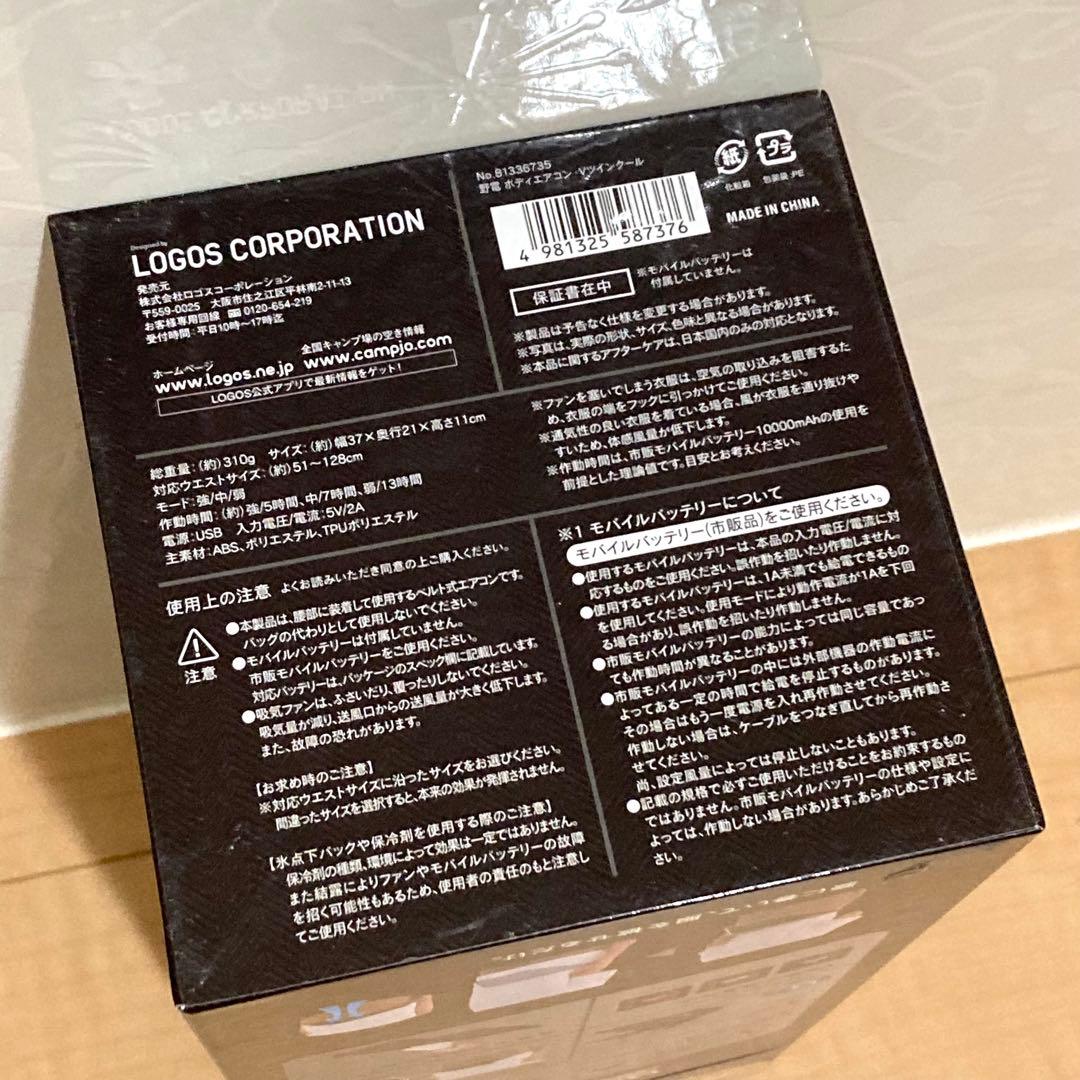 Designed by
LOGOS CORPORATION
発売元
株式会社ロゴスコーポレーション
〒559-0025 大阪市住之江区平林南2-11-13
お客様専用回線 0120-654-219
受付時間 平日10時〜17時迄
全国キャンプ場の空き情報
ホームページ
www.logos.ne.jp www.campjo.com
LOGOS公式アプリで最新情報をゲット!
No.81336735
野電 ボディエアコン・Vツインクール
4 981325 587376
紙
プラ
化粧箱
包装袋:PE
MADE IN CHINA
保証書在中
※モバイルバッテリーは
付属していません。
※製品は予告なく仕様を変更する場合があります。
※写真は、実際の形状、サイズ、色味と異なる場合があります。
※本品に関するアフターケアは、日本国内のみの対応となります。
総重量:(約)310g サイズ:(約)幅37×奥行21×高さ11cm
対応ウエストサイズ:(約)51〜128cm
モード:強/中/弱
作動時間:(約)強/5時間、中/7時間、弱/13時間
電源:USB 入力電圧/電流:5V/2A
主素材:ABS、ポリエステル、TPUポリエステル
※ファンを塞いでしまう衣服は、空気の取り込みを阻害するた
め、衣服の端をフックに引っかけてご使用ください。
※通気性の良い衣服を着ている場合、風が衣服を通り抜けや
すいため、体感風量が低下します。
※作動時間は、市販モバイルバッテリー10000mAhの使用を
前提とした理論値です。目安とお考えください。
使用上の注意 よくお読みいただき同意の上ご購入ください。
注意
●本製品は、腰部に装着して使用するベルト式エアコンです。
バッグの代わりとして使用しないでください。
●モバイルバッテリーは付属していません。
市販モバイルバッテリーをご使用ください。
対応バッテリーは、パッケージのスペック欄に記載しています。
●吸気ファンは、ふさいだり、覆ったりしないでください。
吸気量が減り、送風口からの送風量が大きく低下します。
また、故障の恐れがあります。
【お求め時のご注意】
※対応ウエストサイズに沿ったサイズをお選びください。
間違ったサイズを選択すると、本来の効果が発揮されません。
【氷点下パックや保冷剤を使用する際のご注意】
保冷剤の種類、環境によって効果は一定ではありません。
また結露によりファンやモバイルバッテリーの故障
を招く可能性もあるため、使用者の責任のもと注意し
てご使用ください。
※1 モバイルバッテリーについて
モバイルバッテリー(市販品)をご使用ください。
●使用するモバイルバッテリーは、本品の入力電圧/電流に対
応するものをご使用ください。誤作動を招いたり作動しません。
●使用するモバイルバッテリーは、1A未満でも給電できるもの
を使用してください。使用モードにより動作電流が1Aを下回
る場合があり、誤作動を招いたり作動しません。
●市販モバイルバッテリーの能力によっては同じ容量であっ
ても作動時間が異なることがあります。
●市販モバイルバッテリーの中には外部機器の作動電流に
よってある一定の時間で給電を停止するものがあります。
その場合はもう一度電源を入れ再作動させてください。
作動しない場合は、ケーブルをつなぎ直してから再作動さ
せてください。
尚、設定風量によっては停止しないこともあります。
●記載の規格で必ずご使用いただけることをお約束するもの
ではありません。市販モバイルバッテリーの仕様や設定に
よっては、作動しない場合があります。あらかじめご了承くだ
さい。